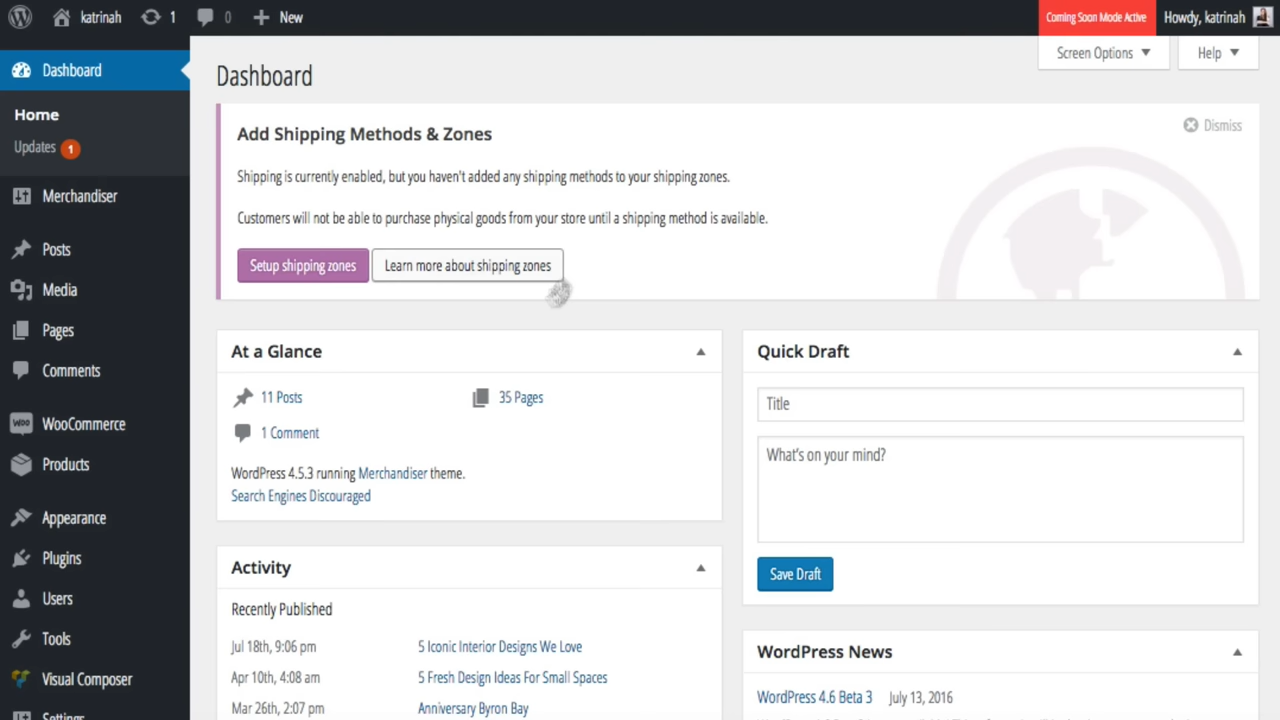 katrinah
1
0
New
Coming Soon Mode Active
Howdy, katrinah
Screen Options
Help
Dashboard
Home
Updates 1
Merchandiser
Posts
Media
Pages
Comments
WOO
WooCommerce
Products
Appearance
Plugins
Users
Tools
Visual Composer
Settings
Dashboard
Add Shipping Methods & Zones
Dismiss
Shipping is currently enabled, but you haven't added any shipping methods to your shipping zones.
Customers will not be able to purchase physical goods from your store until a shipping method is available.
Setup shipping zones
Learn more about shipping zones
At a Glance
11 Posts
35 Pages
1 Comment
WordPress 4.5.3 running Merchandiser theme.
Search Engines Discouraged
Activity
Recently Published
Jul 18th, 9:06 pm
5 Iconic Interior Designs We Love
Apr 10th, 4:08 am
5 Fresh Design Ideas For Small Spaces
Mar 26th, 2:07 pm
Anniversary Byron Bay
Quick Draft
Title
What's on your mind?
Save Draft
WordPress News
WordPress 4.6 Beta 3
July 13, 2016